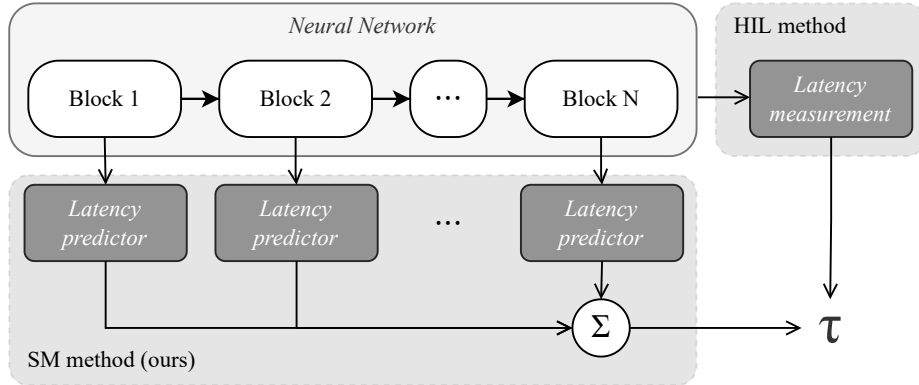 Neural Network
HIL method
Block 1
Block 2
...
Block N
Latency
measurement
Latency
predictor
Latency
predictor
...
Latency
predictor
Σ
τ
SM method (ours)